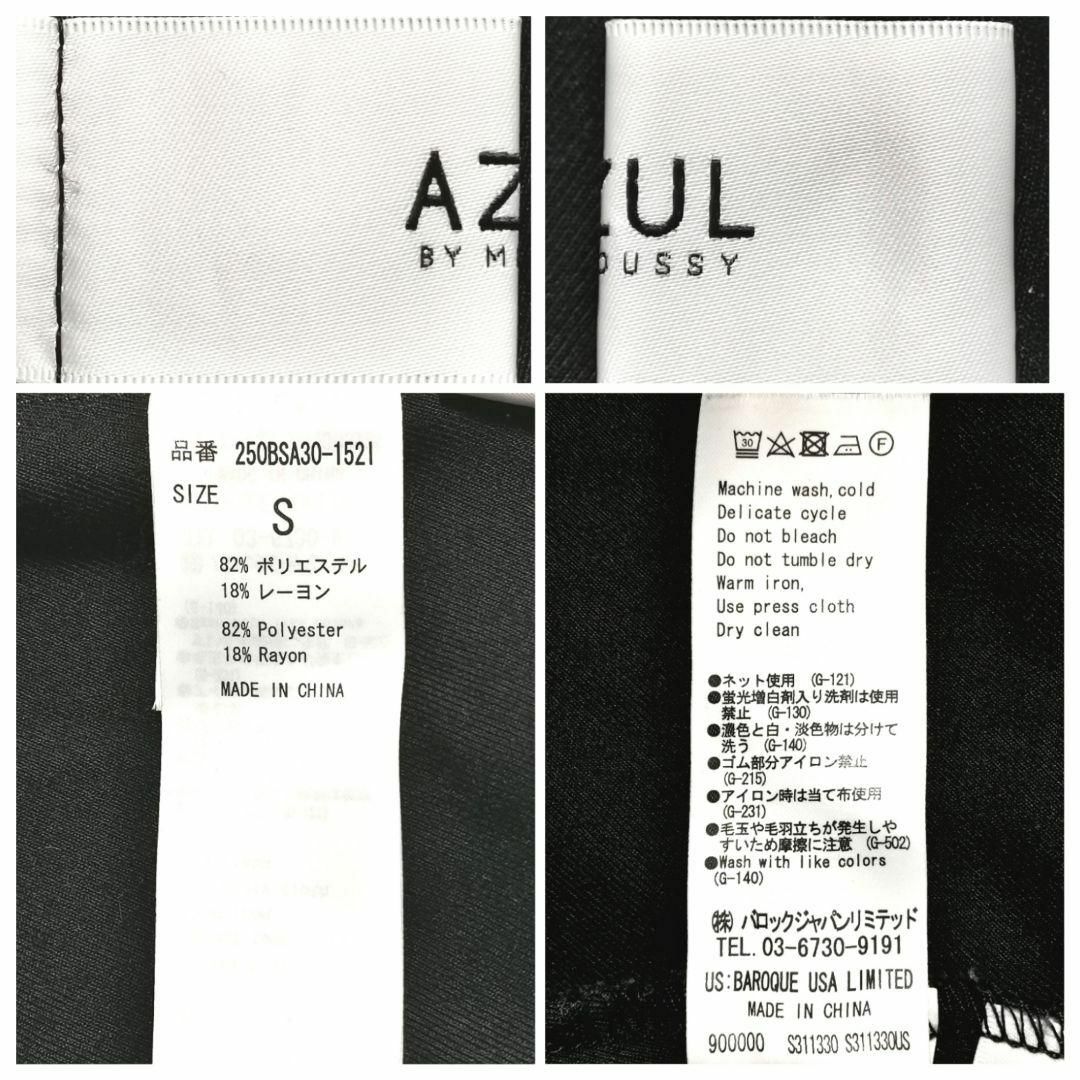 AZ
BY M
ZUL
OUSSY
品番 250BSA30-152I
SIZE
S
82% ポリエステル
18% レーヨン
82% Polyester
18% Rayon
MADE IN CHINA
30
F
Machine wash, cold
Delicate cycle
Do not bleach
Do not tumble dry
Warm iron,
Use press cloth
Dry clean
●ネット使用 (G-121)
●蛍光増白剤入り洗剤は使用
禁止 (G-130)
●濃色と白・淡色物は分けて
洗う (G-140)
●ゴム部分アイロン禁止
(G-215)
●アイロン時は当て布使用
(G-231)
●毛玉や毛羽立ちが発生しや
すいため摩擦に注意 (G-502)
●Wash with like colors
(G-140)
㈱ バロックジャパンリミテッド
TEL. 03-6730-9191
US:BAROQUE USA LIMITED
MADE IN CHINA
900000 S311330 S311330US